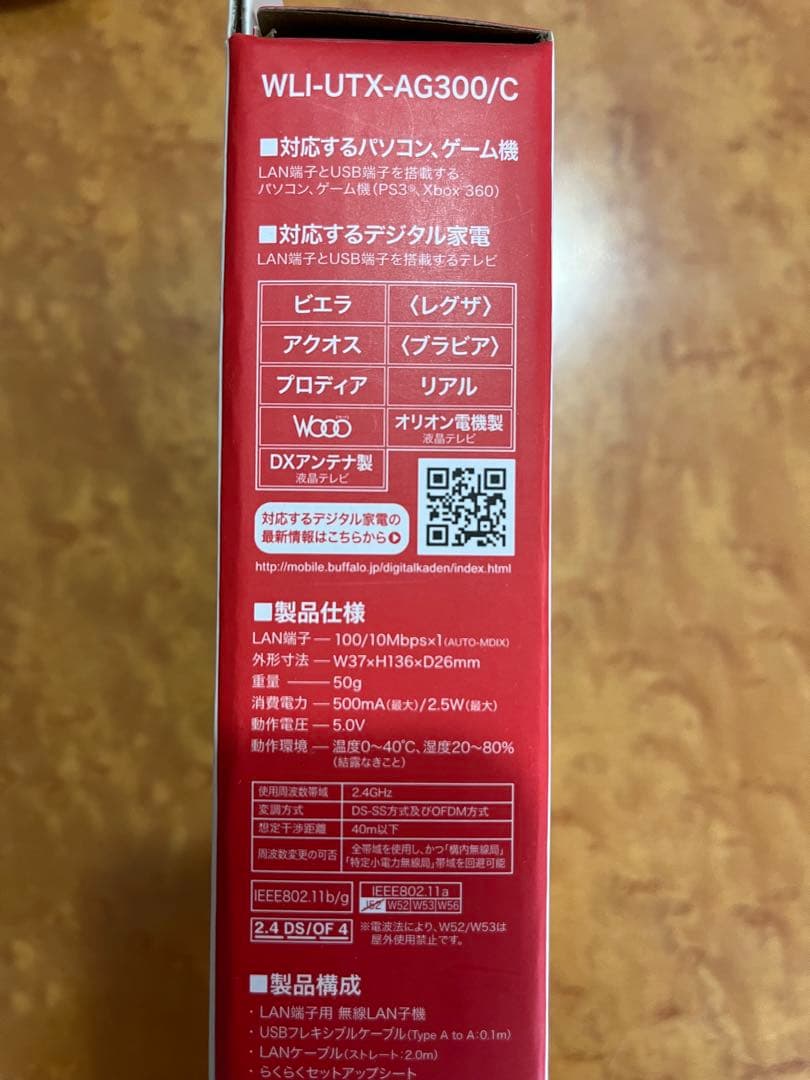 WLI-UTX-AG300/C
■対応するパソコン、ゲーム機
LAN端子とUSB端子を搭載する
パソコン、ゲーム機(PS3®、Xbox 360)
■対応するデジタル家電
LAN端子とUSB端子を搭載するテレビ
ビエラ 〈レグザ〉
アクオス 〈ブラビア〉
プロディア リアル
Wooo オリオン電機製
液晶テレビ
DXアンテナ製
液晶テレビ
対応するデジタル家電の
最新情報はこちらから
http://mobile.buffalo.jp/digitalkaden/index.html
■製品仕様
LAN端子 — 100/10Mbps×1(AUTO-MDIX)
外形寸法 — W37×H136×D26mm
重量 — 50g
消費電力 — 500mA(最大)/2.5W(最大)
動作電圧 — 5.0V
動作環境 — 温度0〜40℃、湿度20〜80%
(結露なきこと)
使用周波数帯域 2.4GHz
変調方式 DS-SS方式及びOFDM方式
想定干渉距離 40m以下
周波数変更の可否 全帯域を使用し、かつ「構内無線局」
「特定小電力無線局」帯域を回避可能
IEEE802.11b/g IEEE802.11a
J52 W52 W53 W56
2.4 DS/OF 4 ※電波法により、W52/W53は
屋外使用禁止です。
■製品構成
・LAN端子用 無線LAN子機
・USBフレキシブルケーブル(Type A to A:0.1m)
・LANケーブル(ストレート:2.0m)
・らくらくセットアップシート